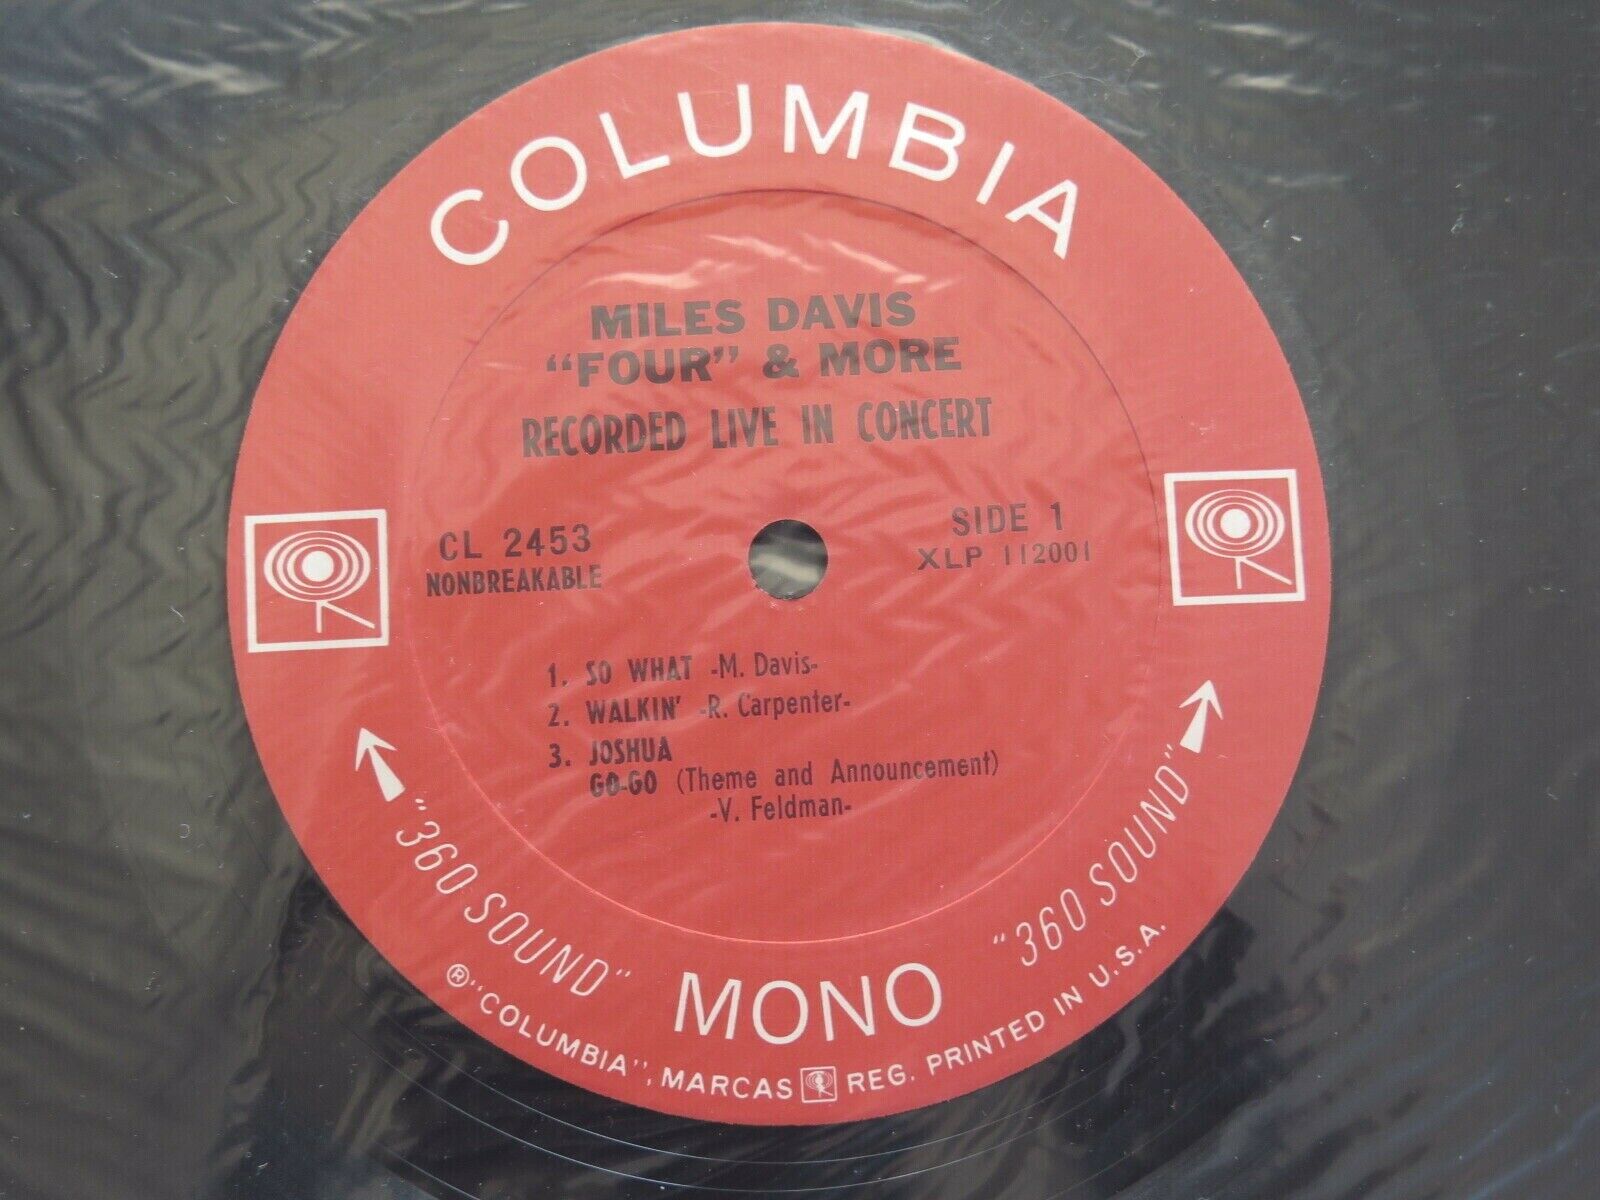 COLUMBIA
MILES DAVIS
"FOUR" & MORE
RECORDED LIVE IN CONCERT
CL 2453
NONBREAKABLE
SIDE 1
XLP 112001
1. SO WHAT -M. Davis-
2. WALKIN' -R. Carpenter-
3. JOSHUA
GO-GO (Theme and Announcement)
-V. Feldman-
"360 SOUND"
MONO
"360 SOUND"
®"COLUMBIA", MARCAS REG. PRINTED IN U.S.A.